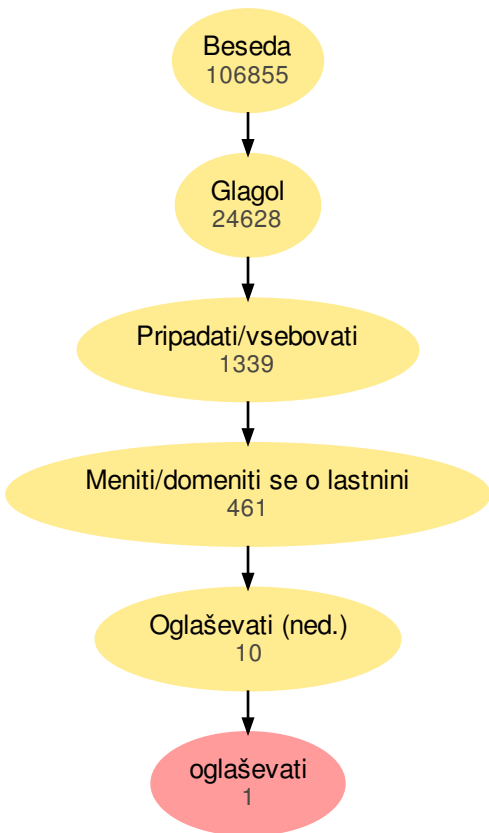 Beseda
106855
Glagol
24628
Pripadati/vsebovati
1339
Meniti/domeniti se o lastnini
461
Oglaševati (ned.)
10
oglaševati
1